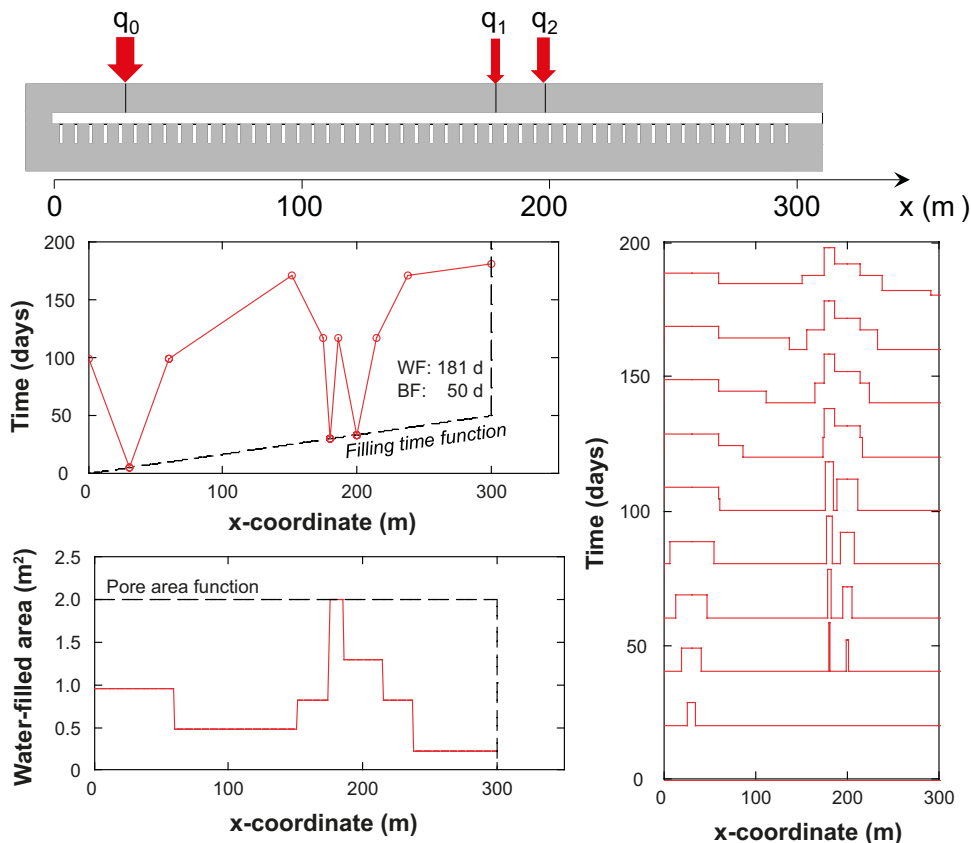 q0 q1 q2
0 100 200 300 x (m)
200
150
100
50
0
Time (days)
WF: 181 d
BF: 50 d
Filling time function
0 100 200 300
x-coordinate (m)
2.5
2.0
1.5
1.0
0.5
0
Water-filled area (m²)
Pore area function
0 100 200 300
x-coordinate (m)
200
150
100
50
0
Time (days)
0 100 200 300
x-coordinate (m)